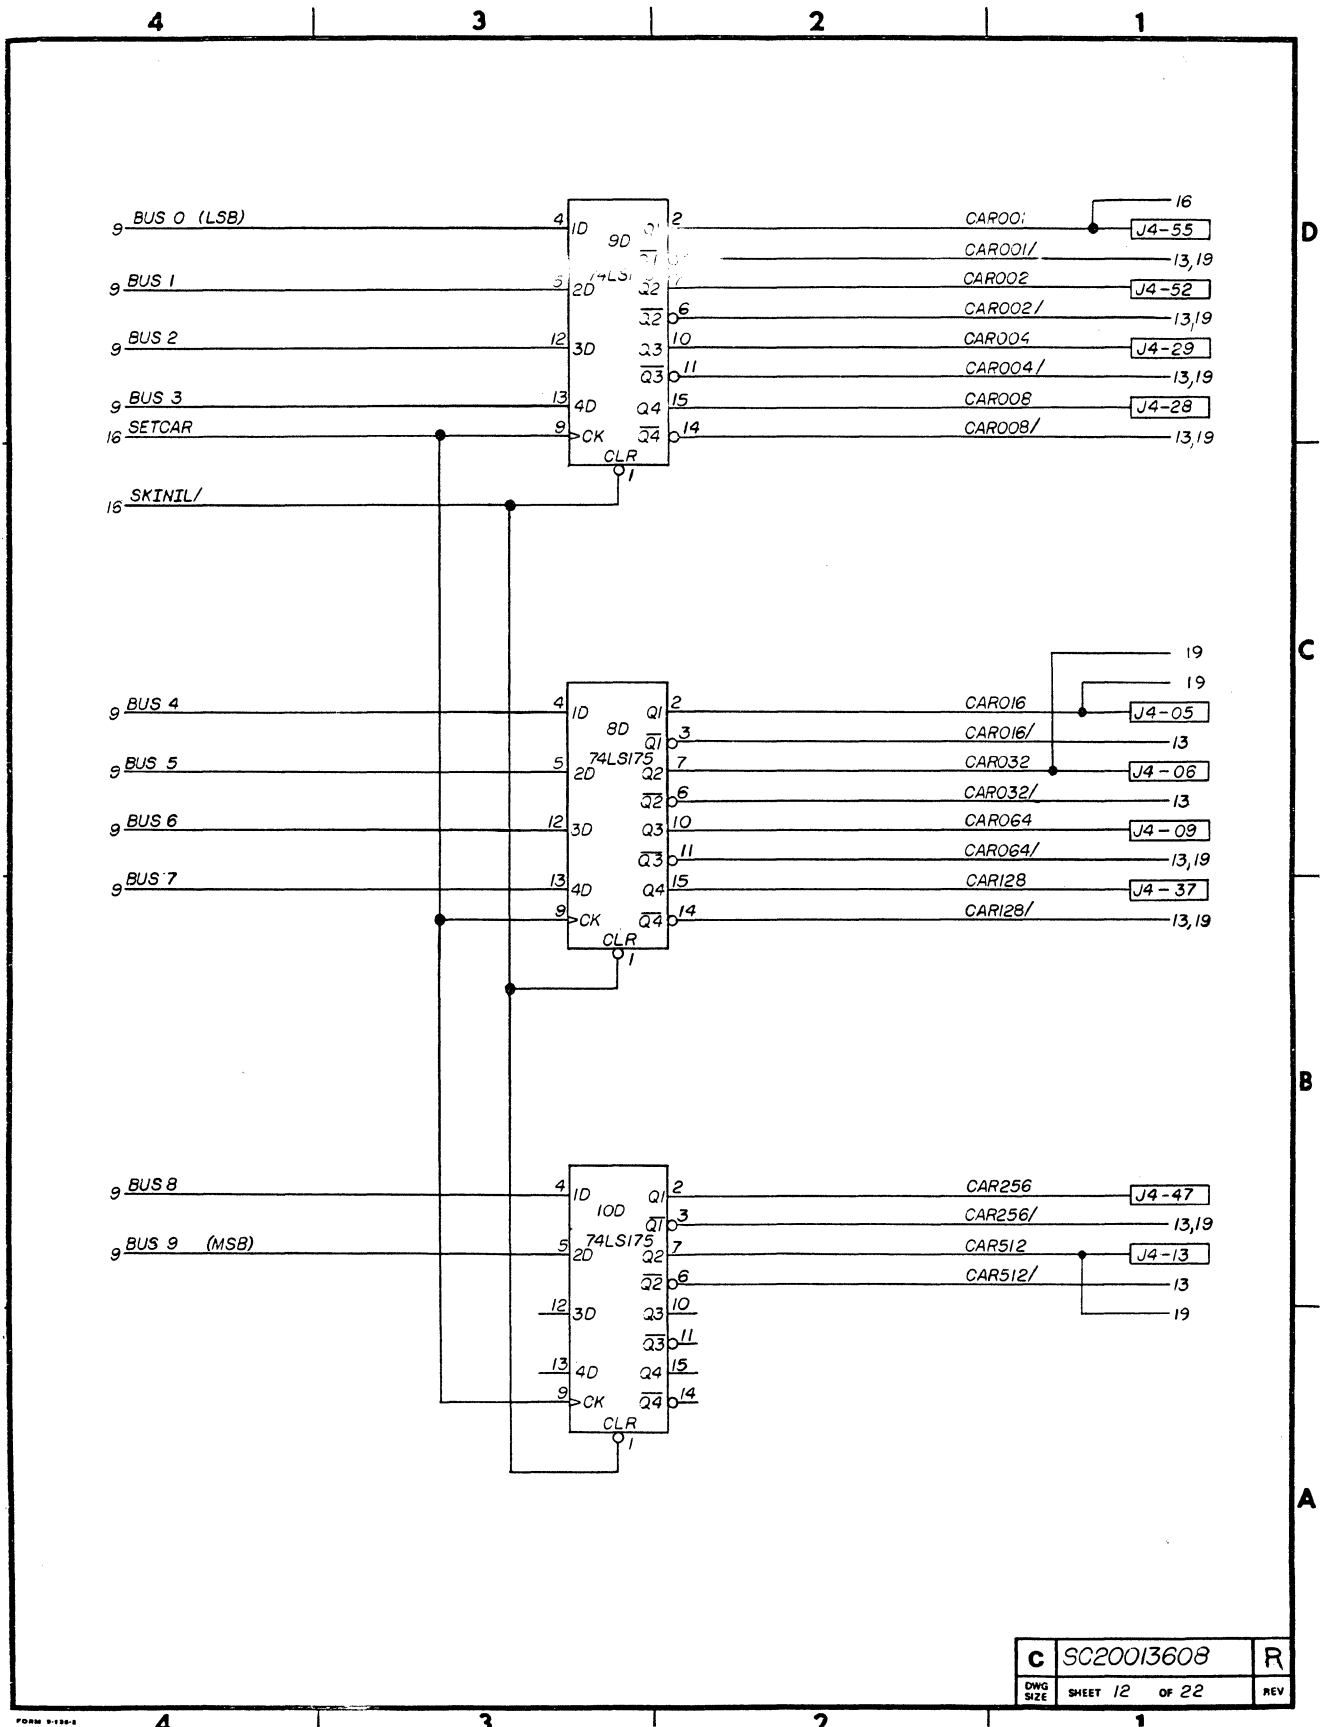 4 3 2 1
16
9 BUS 0 (LSB) 4 1D 9D 2 CAR001 J4-55 D
CAR001/ 13,19
9 BUS 1 5 2D Q2 CAR002 J4-52
Q2 6 CAR002/ 13,19
9 BUS 2 12 3D Q3 10 CAR004 J4-29
Q3 11 CAR004/ 13,19
9 BUS 3 13 4D Q4 15 CAR008 J4-28
16 SETCAR 9 CK Q4 14 CAR008/ 13,19
CLR
1
16 SKINIL/
19 C
19
9 BUS 4 4 1D Q1 2 CAR016 J4-05
8D Q1 3 CAR016/ 13
74LS175
9 BUS 5 5 2D Q2 7 CAR032 J4-06
Q2 6 CAR032/ 13
9 BUS 6 12 3D Q3 10 CAR064 J4-09
Q3 11 CAR064/ 13,19
9 BUS 7 13 4D Q4 15 CAR128 J4-37
9 CK Q4 14 CAR128/ 13,19
CLR
1
B
9 BUS 8 4 1D Q1 2 CAR256 J4-47
10D Q1 3 CAR256/ 13,19
74LS175
9 BUS 9 (MSB) 5 2D Q2 7 CAR512 J4-13
Q2 6 CAR512/ 13
12 3D Q3 10 19
Q3 11
13 4D Q4 15
9 CK Q4 14
CLR
1
A
C SC20013608 R
DWG SIZE SHEET 12 OF 22 REV
FORM
4 3 2 1